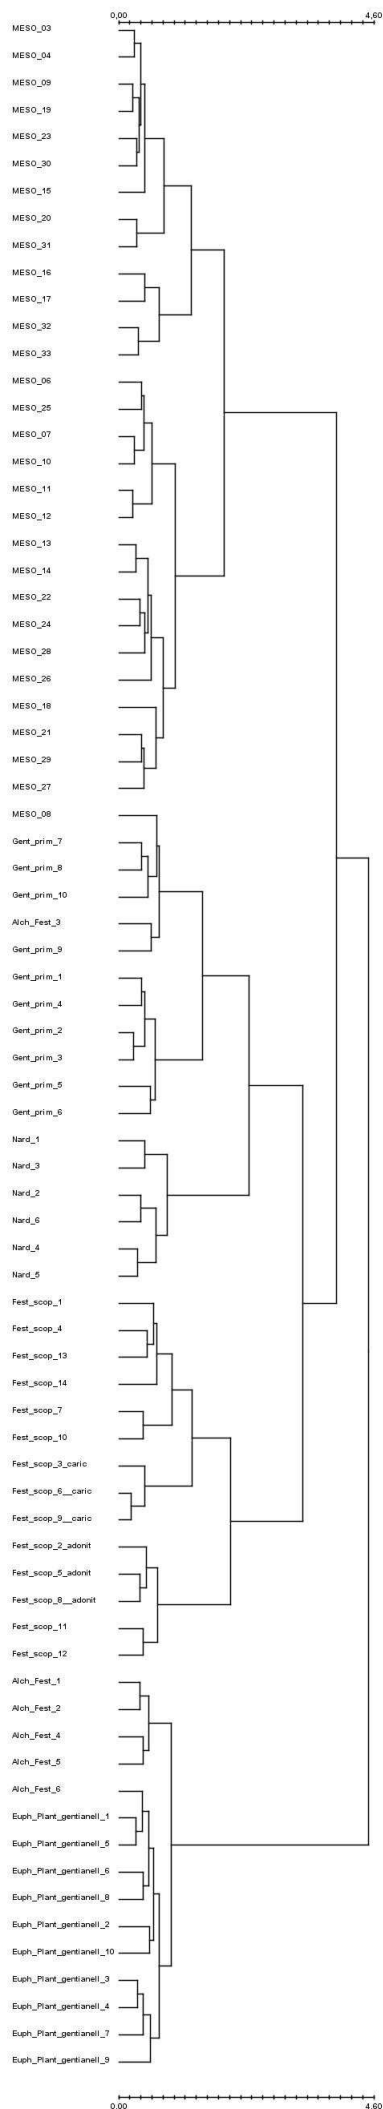 0,00 4,60
MESO_03
MESO_04
MESO_09
MESO_19
MESO_23
MESO_30
MESO_15
MESO_20
MESO_31
MESO_16
MESO_17
MESO_32
MESO_33
MESO_06
MESO_25
MESO_07
MESO_10
MESO_11
MESO_12
MESO_13
MESO_14
MESO_22
MESO_24
MESO_28
MESO_26
MESO_18
MESO_21
MESO_29
MESO_27
MESO_08
Gent_prim_7
Gent_prim_8
Gent_prim_10
Alch_Fest_3
Gent_prim_9
Gent_prim_1
Gent_prim_4
Gent_prim_2
Gent_prim_3
Gent_prim_5
Gent_prim_6
Nard_1
Nard_3
Nard_2
Nard_6
Nard_4
Nard_5
Fest_scop_1
Fest_scop_4
Fest_scop_13
Fest_scop_14
Fest_scop_7
Fest_scop_10
Fest_scop_3_caric
Fest_scop_6__caric
Fest_scop_9__caric
Fest_scop_2_adonit
Fest_scop_5_adonit
Fest_scop_8__adonit
Fest_scop_11
Fest_scop_12
Alch_Fest_1
Alch_Fest_2
Alch_Fest_4
Alch_Fest_5
Alch_Fest_6
Euph_Plant_gentianell_1
Euph_Plant_gentianell_5
Euph_Plant_gentianell_6
Euph_Plant_gentianell_8
Euph_Plant_gentianell_2
Euph_Plant_gentianell_10
Euph_Plant_gentianell_3
Euph_Plant_gentianell_4
Euph_Plant_gentianell_7
Euph_Plant_gentianell_9
0.00 4.60